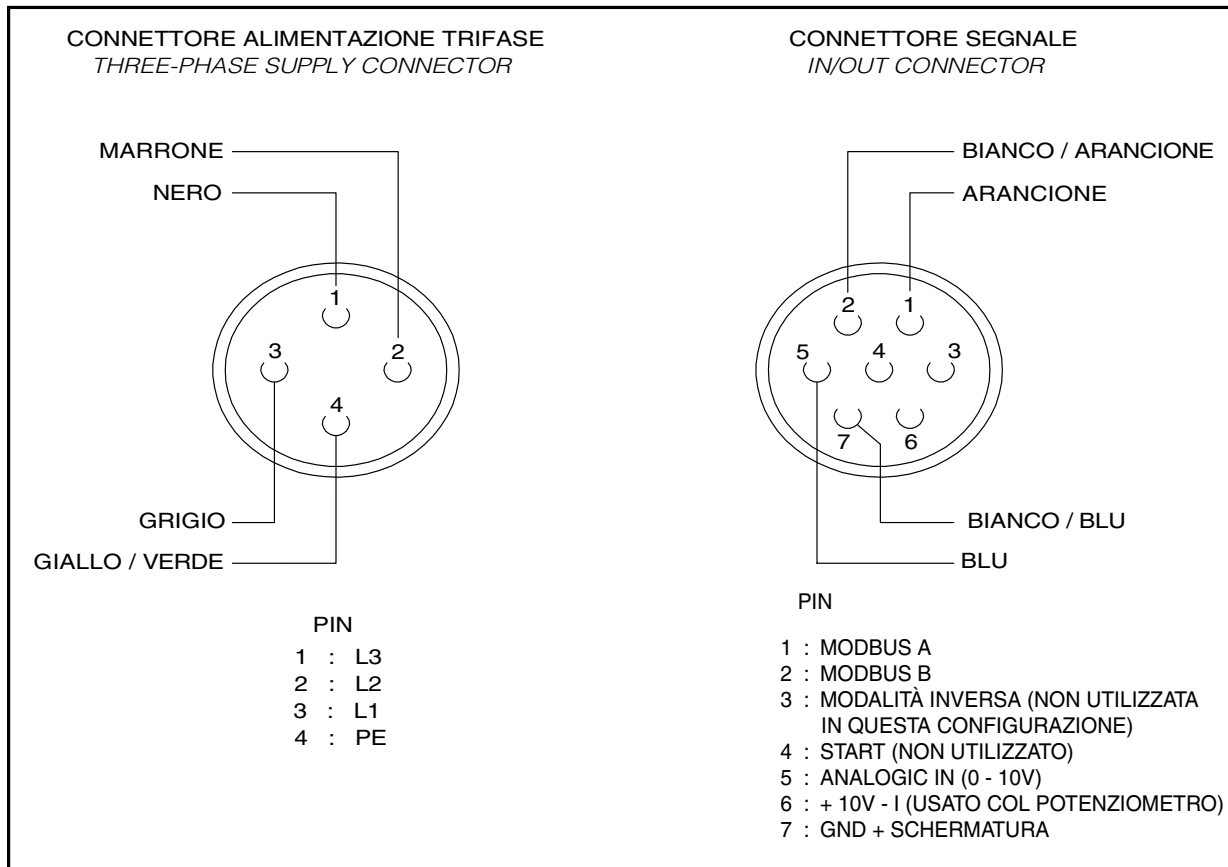 CONNETTORE ALIMENTAZIONE TRIFASE
THREE-PHASE SUPPLY CONNECTOR
MARRONE
NERO
1
3
2
4
GRIGIO
GIALLO / VERDE
PIN
1 : L3
2 : L2
3 : L1
4 : PE
CONNETTORE SEGNALE
IN/OUT CONNECTOR
BIANCO / ARANCIONE
ARANCIONE
2
1
5
4
3
7
6
BIANCO / BLU
BLU
PIN
1 : MODBUS A
2 : MODBUS B
3 : MODALITÀ INVERSA (NON UTILIZZATA
IN QUESTA CONFIGURAZIONE)
4 : START (NON UTILIZZATO)
5 : ANALOGIC IN (0 - 10V)
6 : + 10V - I (USATO COL POTENZIOMETRO)
7 : GND + SCHERMATURA